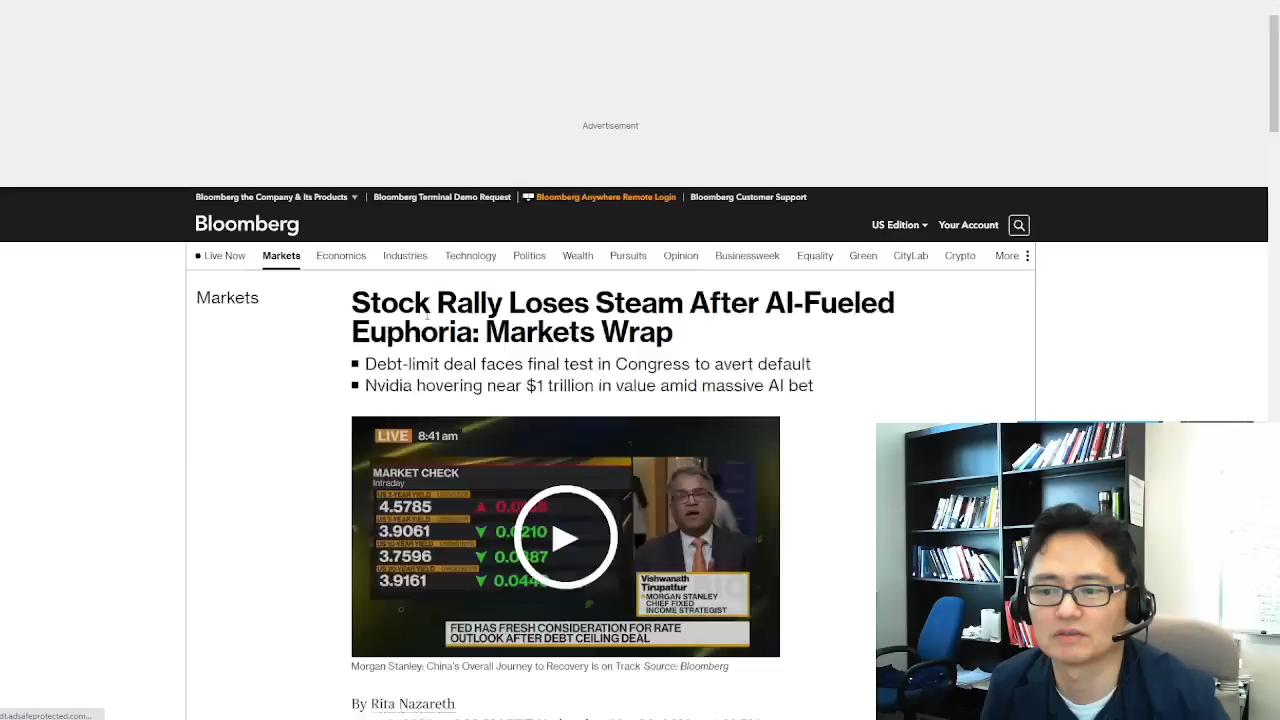 Advertisement
Bloomberg the Company & Its Products
Bloomberg Terminal Demo Request
Bloomberg Anywhere Remote Login
Bloomberg Customer Support
Bloomberg
US Edition
Your Account
Live Now
Markets
Economics
Industries
Technology
Politics
Wealth
Pursuits
Opinion
Businessweek
Equality
Green
CityLab
Crypto
More
Markets
Stock Rally Loses Steam After AI-Fueled
Euphoria: Markets Wrap
Debt-limit deal faces final test in Congress to avert default
Nvidia hovering near $1 trillion in value amid massive AI bet
LIVE 8:41am
MARKET CHECK
Intraday
4.5785
3.9061 0.0210
3.7596
3.9161
Vishwanath
Tirupattur
MORGAN STANLEY
CHIEF FIXED
INCOME STRATEGIST
FED HAS FRESH CONSIDERATION FOR RATE
OUTLOOK AFTER DEBT CEILING DEAL
Morgan Stanley: China's Overall Journey to Recovery Is on Track Source: Bloomberg
By Rita Nazareth
dt.adsafeprotected.com...